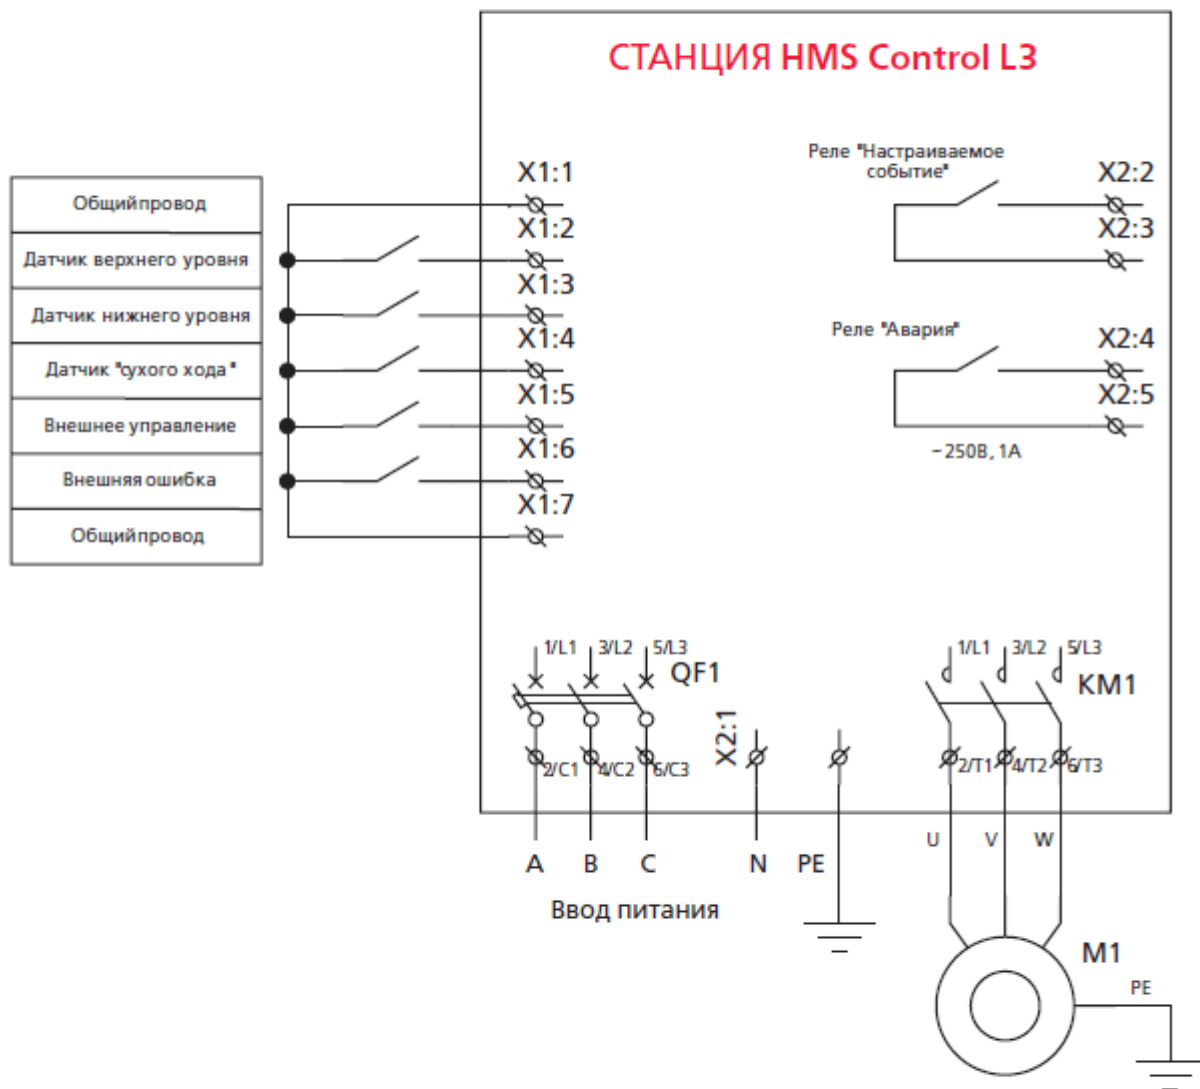 СТАНЦИЯ HMS Control L3
Общий провод
Датчик верхнего уровня
Датчик нижнего уровня
Датчик "сухого хода"
Внешнее управление
Внешняя ошибка
Общий провод
X1:1
X1:2
X1:3
X1:4
X1:5
X1:6
X1:7
Реле "Настраиваемое
событие"
X2:2
X2:3
Реле "Авария"
X2:4
X2:5
~250В, 1А
1/L1 3/L2 5/L3
QF1
2/C1 4/C2 6/C3
X2:1
1/L1 3/L2 5/L3
KM1
2/T1 4/T2 6/T3
A B C N PE
Ввод питания
U V W
M1
PE